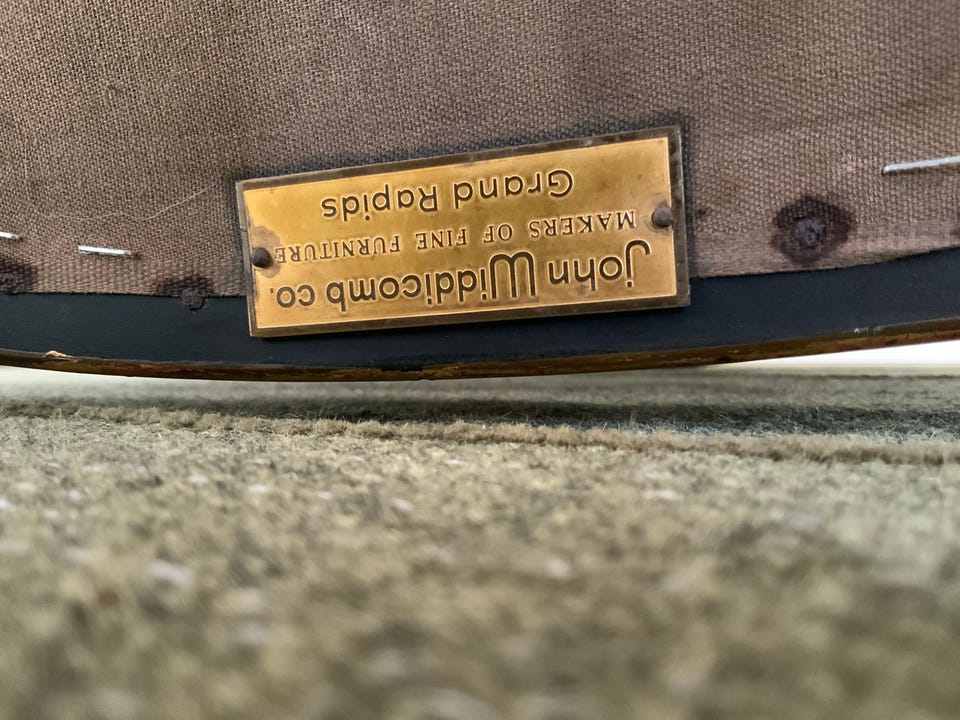 John Widdicomb co.
MAKERS OF FINE FURNITURE
Grand Rapids